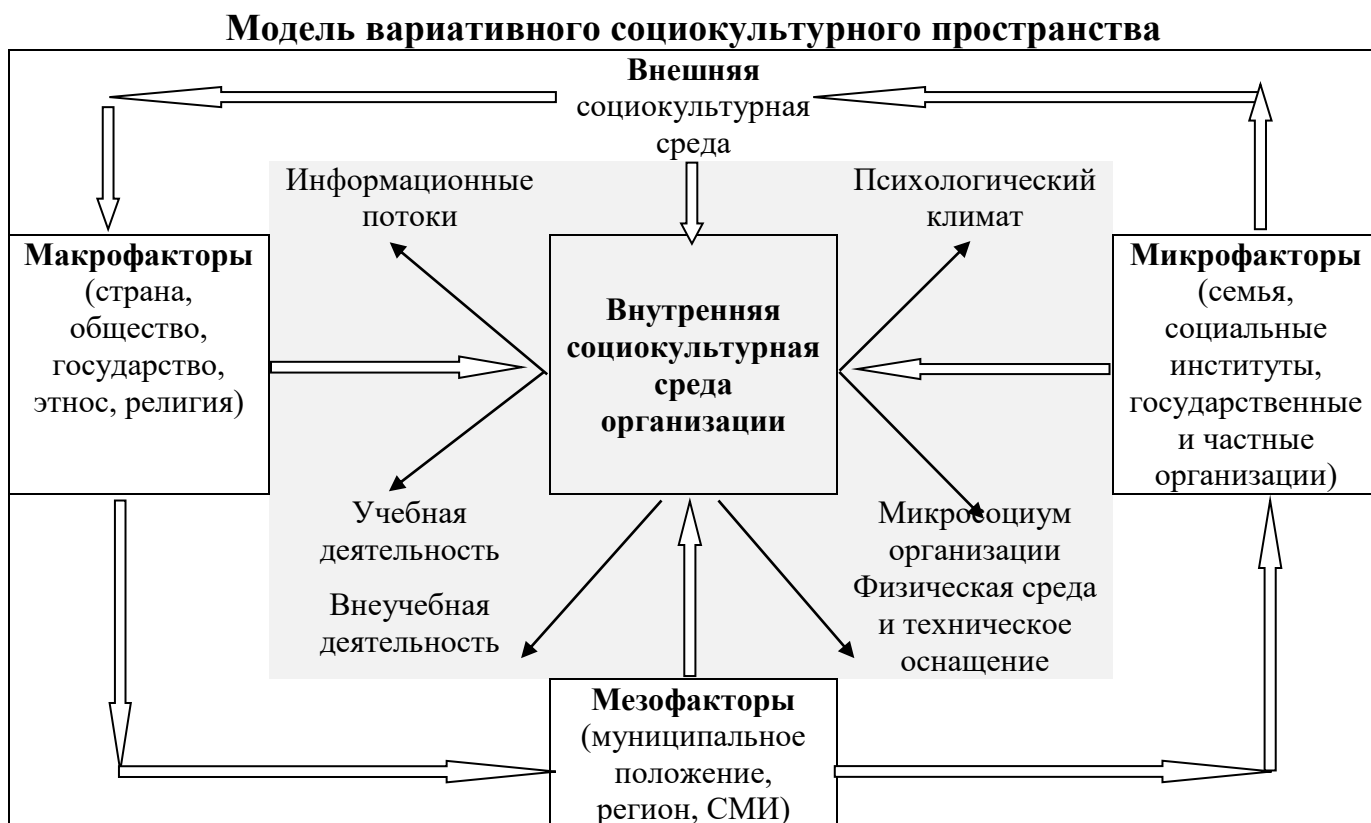 Модель вариативного социокультурного пространства
Внешняя
социокультурная
среда
Информационные
потоки
Психологический
климат
Макрофакторы
(страна,
общество,
государство,
этнос, религия)
Внутренняя
социокультурная
среда
организации
Микрофакторы
(семья,
социальные
институты,
государственные
и частные
организации)
Учебная
деятельность
Внеучебная
деятельность
Микросоциум
организации
Физическая среда
и техническое
оснащение
Мезофакторы
(муниципальное
положение,
регион, СМИ)